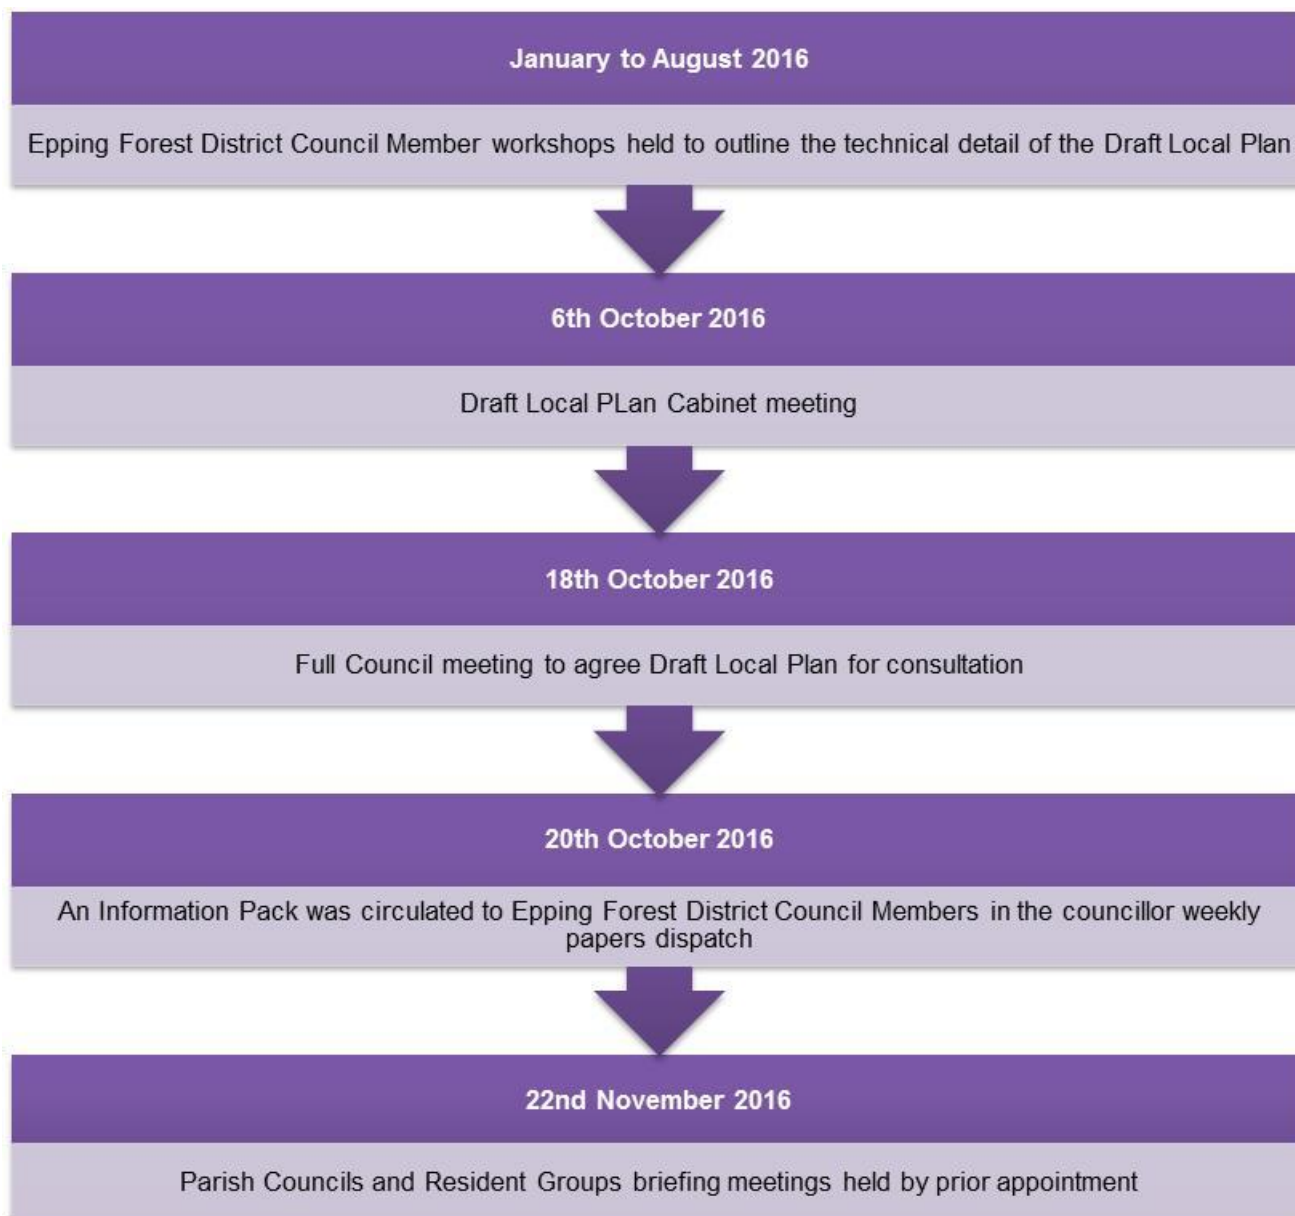 January to August 2016
Epping Forest District Council Member workshops held to outline the technical detail of the Draft Local Plan
6th October 2016
Draft Local PLan Cabinet meeting
18th October 2016
Full Council meeting to agree Draft Local Plan for consultation
20th October 2016
An Information Pack was circulated to Epping Forest District Council Members in the councillor weekly
papers dispatch
22nd November 2016
Parish Councils and Resident Groups briefing meetings held by prior appointment